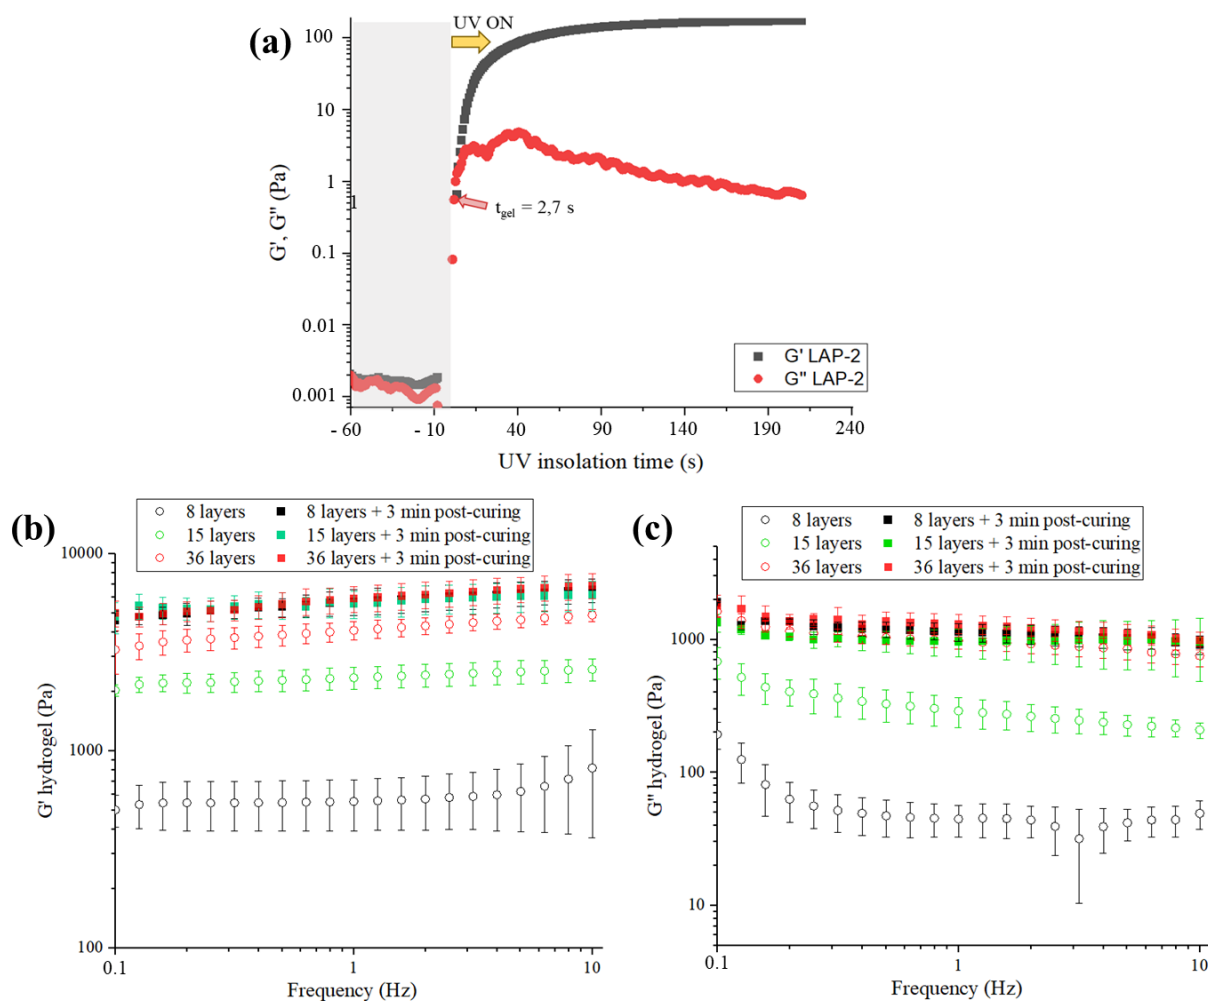 (a)
UV ON
100
10
1
1
0.1
0.01
0.001
G', G" (Pa)
t_gel = 2,7 s
G' LAP-2
G" LAP-2
- 60 - 10 40 90 140 190 240
UV insolation time (s)
(b)
8 layers 8 layers + 3 min post-curing
15 layers 15 layers + 3 min post-curing
36 layers 36 layers + 3 min post-curing
10000
1000
100
G' hydrogel (Pa)
0.1 1 10
Frequency (Hz)
(c)
8 layers 8 layers + 3 min post-curing
15 layers 15 layers + 3 min post-curing
36 layers 36 layers + 3 min post-curing
1000
100
10
G" hydrogel (Pa)
0.1 1 10
Frequency (Hz)